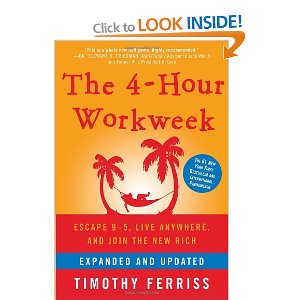 Click to LOOK INSIDE!
The 4-Hour
Workweek
ESCAPE 9-5, LIVE ANYWHERE,
AND JOIN THE NEW RICH
EXPANDED AND UPDATED
TIMOTHY FERRISS